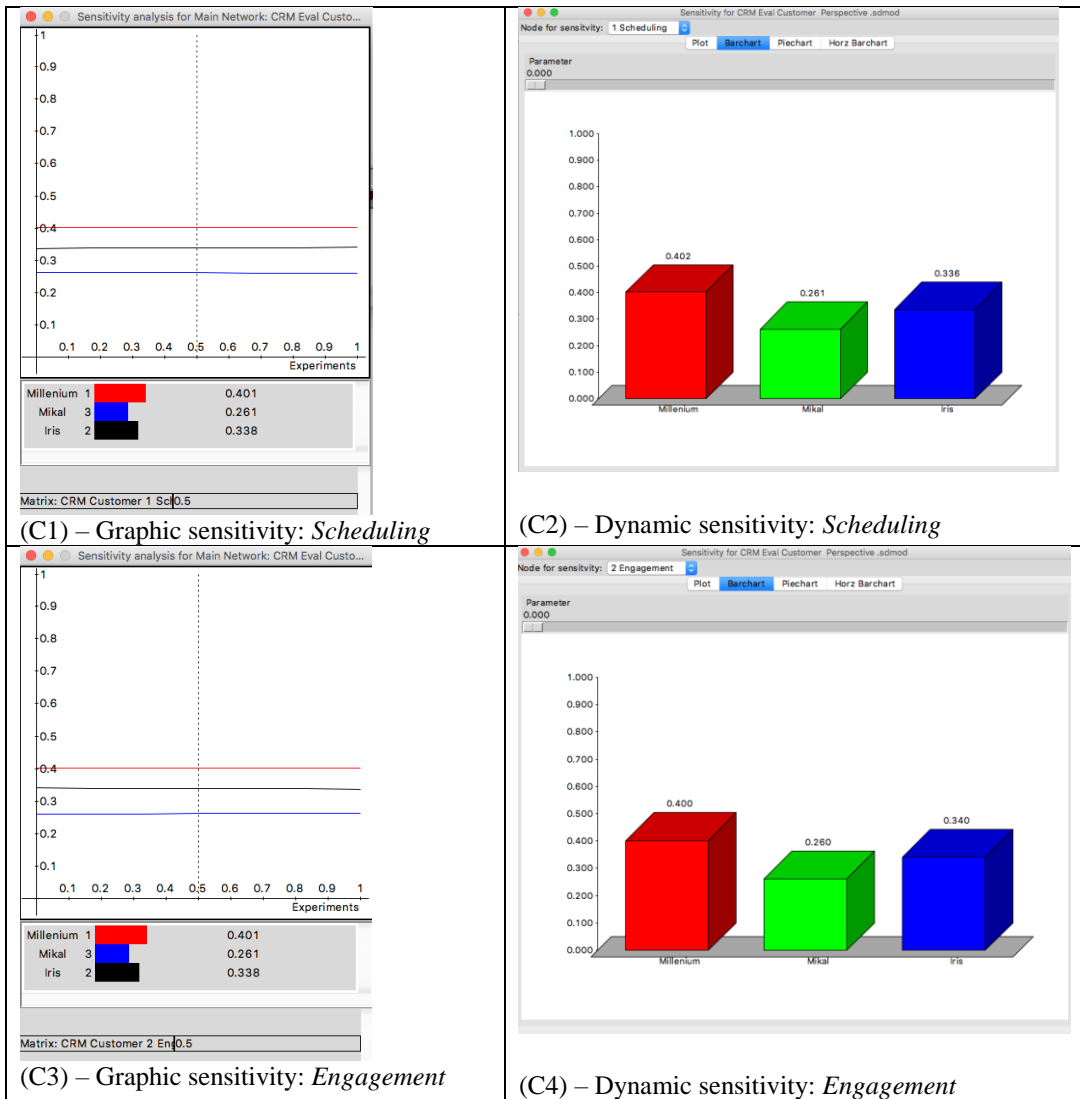 Sensitivity analysis for Main Network: CRM Eval Custo...
1
0.9
0.8
0.7
0.6
0.5
0.4
0.3
0.2
0.1
0.1 0.2 0.3 0.4 0.5 0.6 0.7 0.8 0.9 1
Experiments
Millenium 1 0.401
Mikal 3 0.261
Iris 2 0.338
Matrix: CRM Customer 1 Sc 0.5
(C1) – Graphic sensitivity: Scheduling
Sensitivity for CRM Eval Customer Perspective .sdmod
Node for sensitivity: 1 Scheduling
Plot Barchart Piechart Horz Barchart
Parameter
0.000
1.000
0.900
0.800
0.700
0.600
0.500
0.400
0.300
0.200
0.100
0.000
0.402
0.261
0.336
Millenium Mikal Iris
(C2) – Dynamic sensitivity: Scheduling
Sensitivity analysis for Main Network: CRM Eval Custo...
1
0.9
0.8
0.7
0.6
0.5
0.4
0.3
0.2
0.1
0.1 0.2 0.3 0.4 0.5 0.6 0.7 0.8 0.9 1
Experiments
Millenium 1 0.401
Mikal 3 0.261
Iris 2 0.338
Matrix: CRM Customer 2 En 0.5
(C3) – Graphic sensitivity: Engagement
Sensitivity for CRM Eval Customer Perspective .sdmod
Node for sensitivity: 2 Engagement
Plot Barchart Piechart Horz Barchart
Parameter
0.000
1.000
0.900
0.800
0.700
0.600
0.500
0.400
0.300
0.200
0.100
0.000
0.400
0.260
0.340
Millenium Mikal Iris
(C4) – Dynamic sensitivity: Engagement